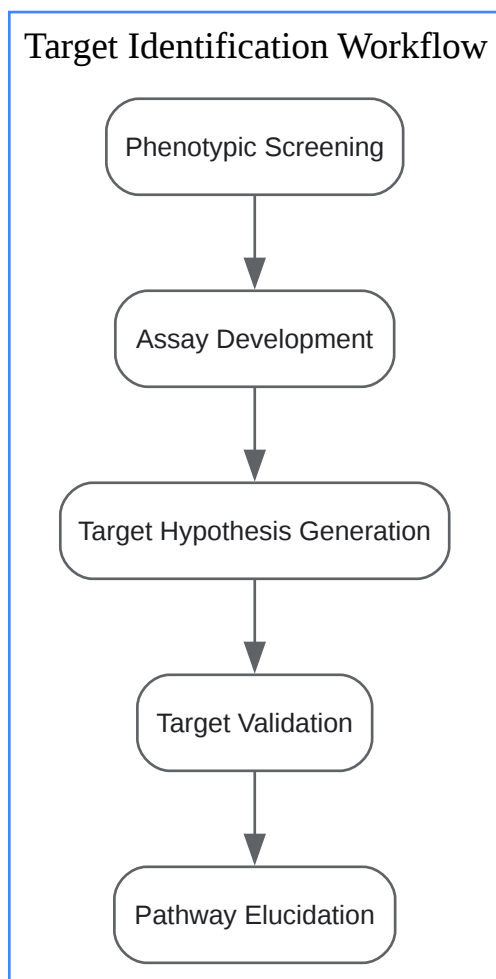 Target Identification Workflow
Phenotypic Screening
Assay Development
Target Hypothesis Generation
Target Validation
Pathway Elucidation